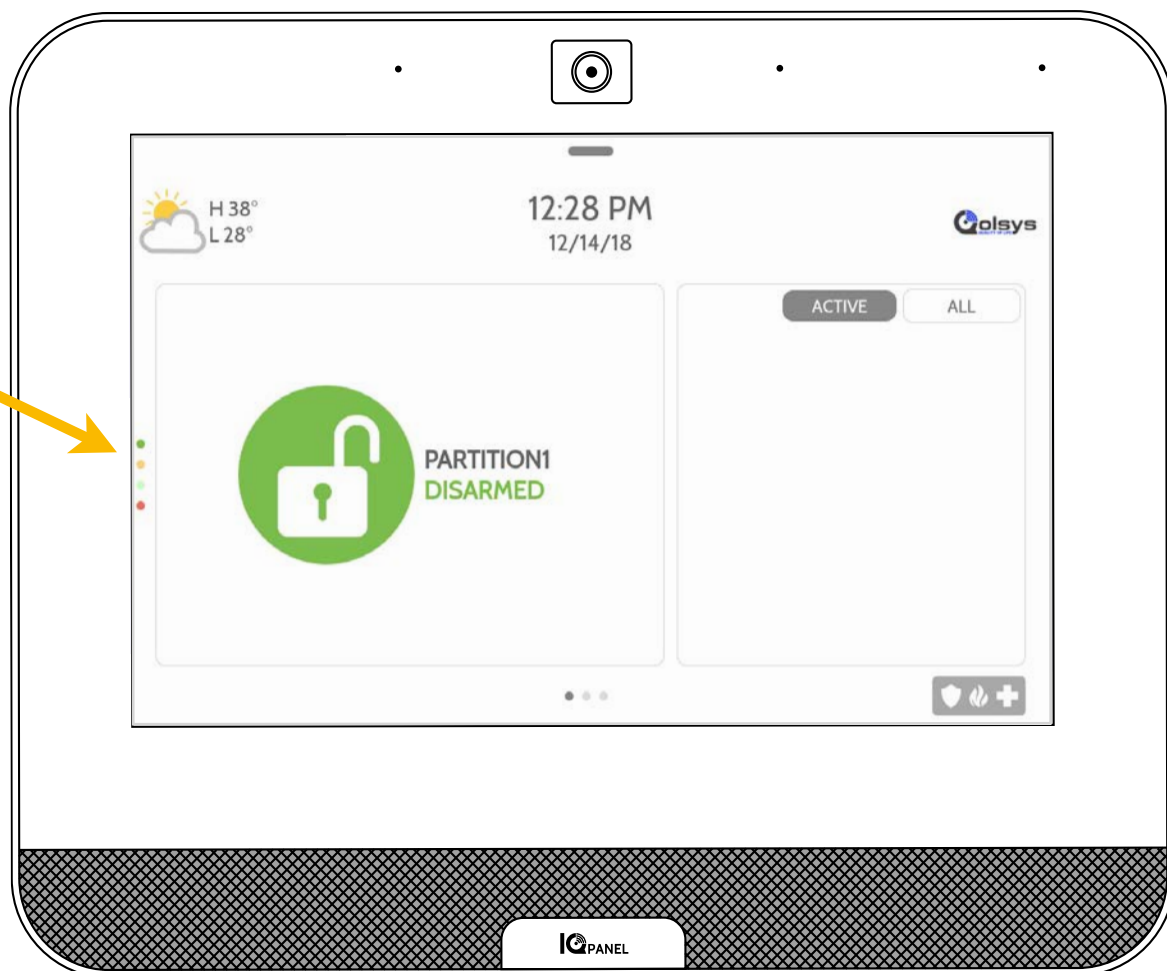 H 38°
L 28°
12:28 PM
12/14/18
Qolsys
ACTIVE
ALL
PARTITION1
DISARMED
IQ PANEL